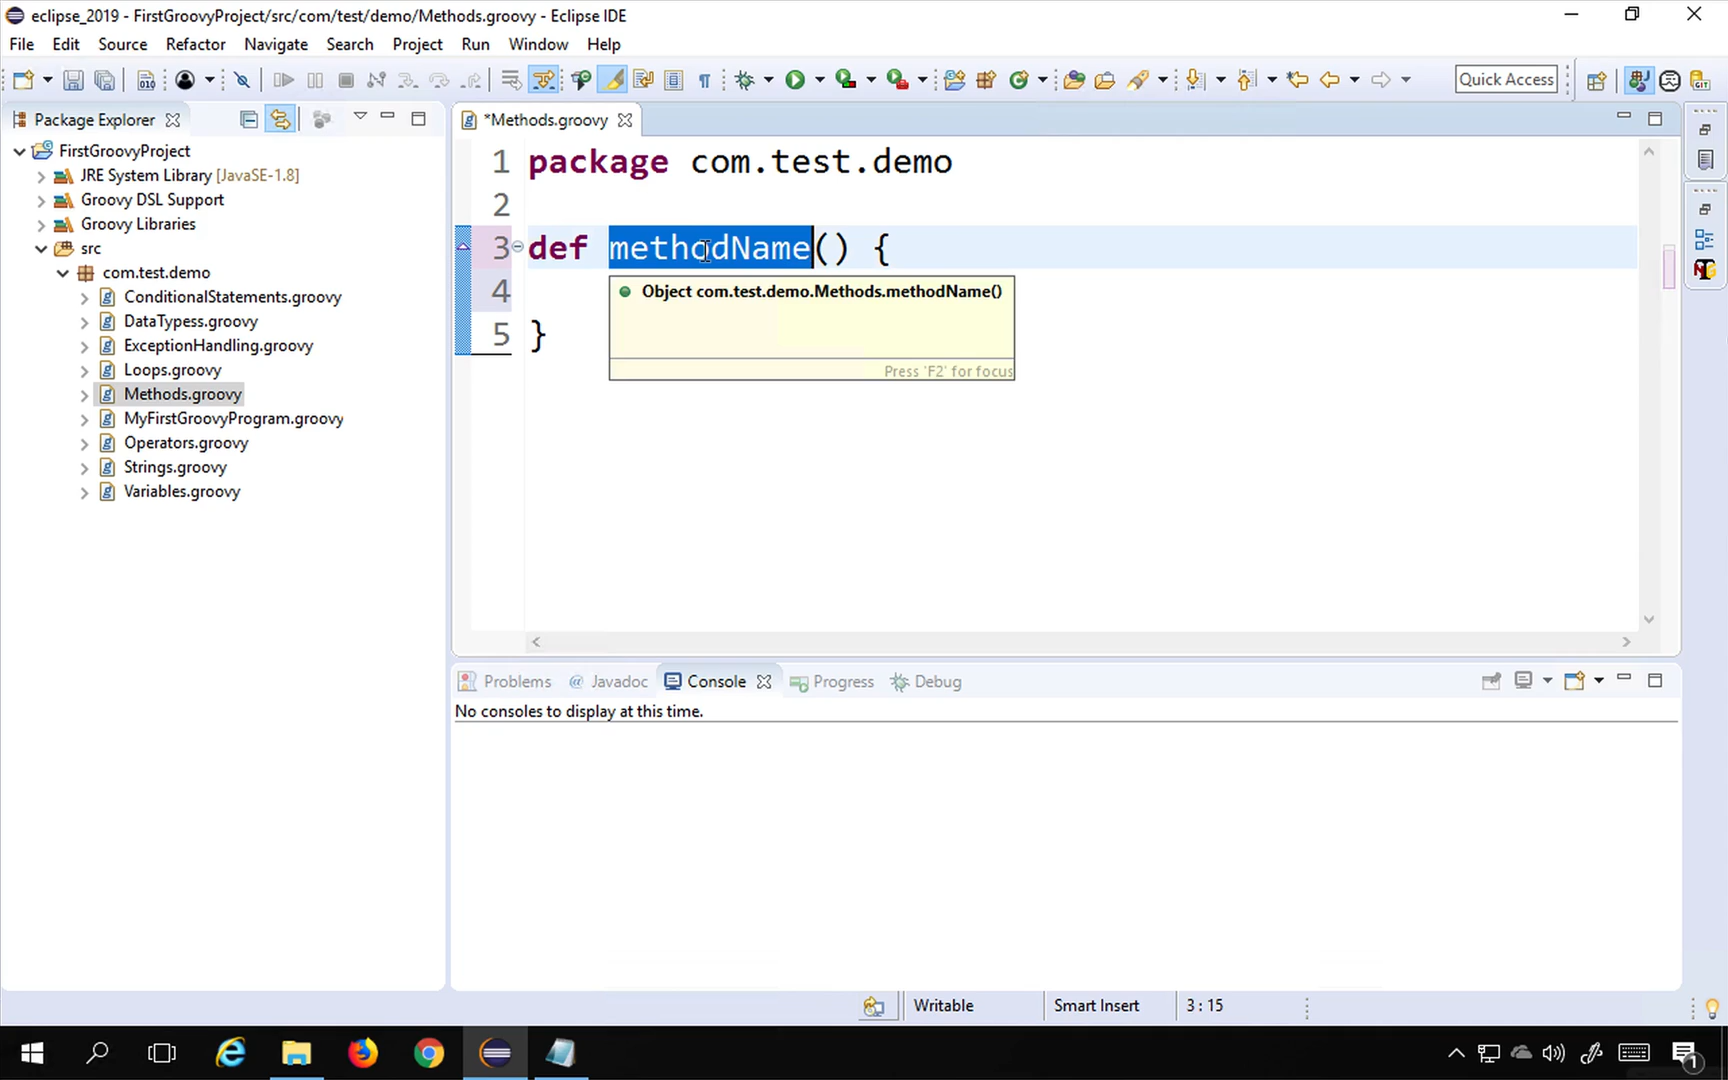 eclipse_2019 - FirstGroovyProject/src/com/test/demo/Methods.groovy - Eclipse IDE
File Edit Source Refactor Navigate Search Project Run Window Help
Quick Access
Package Explorer
FirstGroovyProject
JRE System Library [JavaSE-1.8]
Groovy DSL Support
Groovy Libraries
src
com.test.demo
ConditionalStatements.groovy
DataTypess.groovy
ExceptionHandling.groovy
Loops.groovy
Methods.groovy
MyFirstGroovyProgram.groovy
Operators.groovy
Strings.groovy
Variables.groovy
*Methods.groovy
1 package com.test.demo
2
3 def methodName() {
4
5 }
Object com.test.demo.Methods.methodName()
Press 'F2' for focus
Problems @ Javadoc Console Progress Debug
No consoles to display at this time.
Writable Smart Insert 3 : 15
1